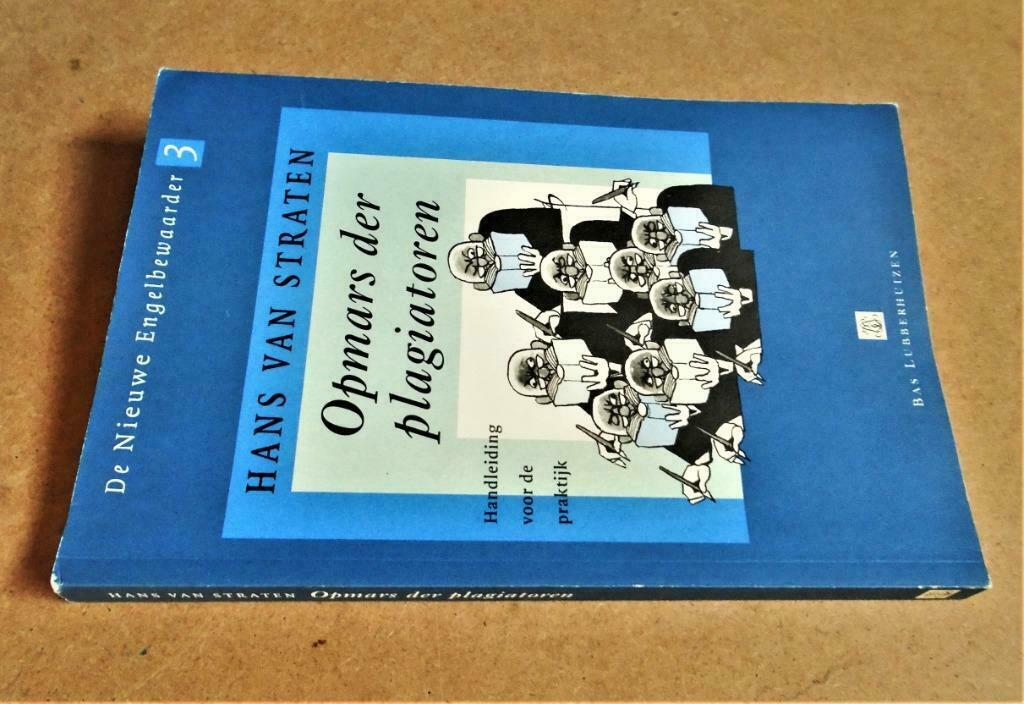 De Nieuwe Engelbewaarder 3
HANS VAN STRATEN
Opmars der
plagiatoren
Handleiding
voor de
praktijk
BAS LUBBERHUIZEN
HANS VAN STRATEN Opmars der plagiatoren